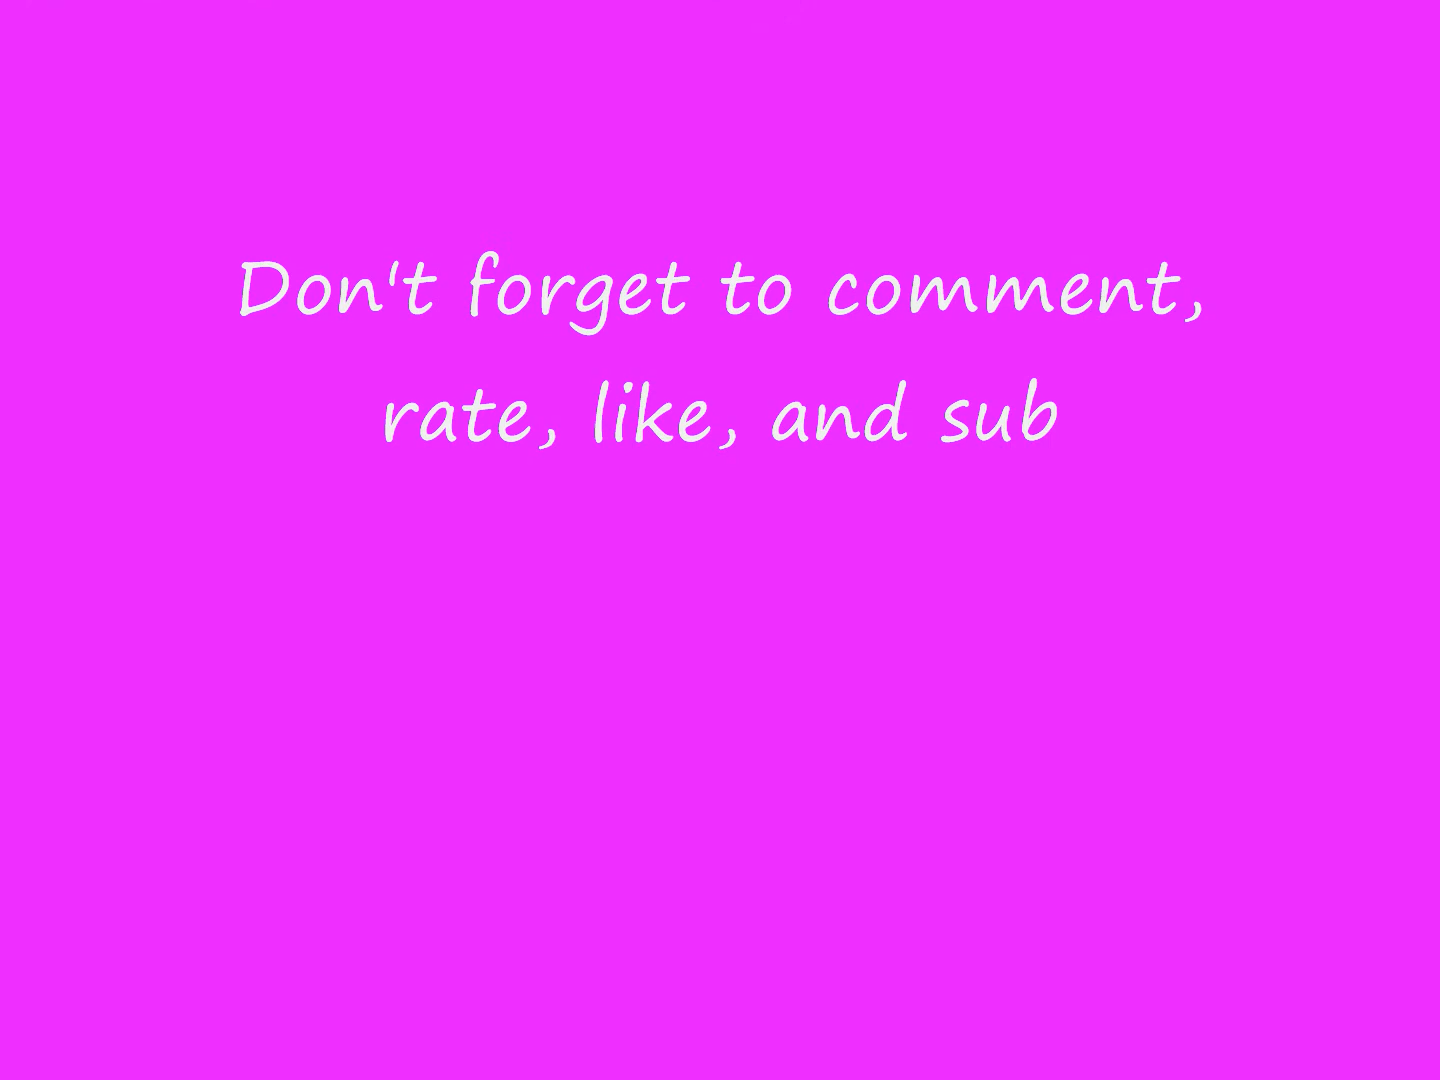 Don't forget to comment,
rate, like, and sub